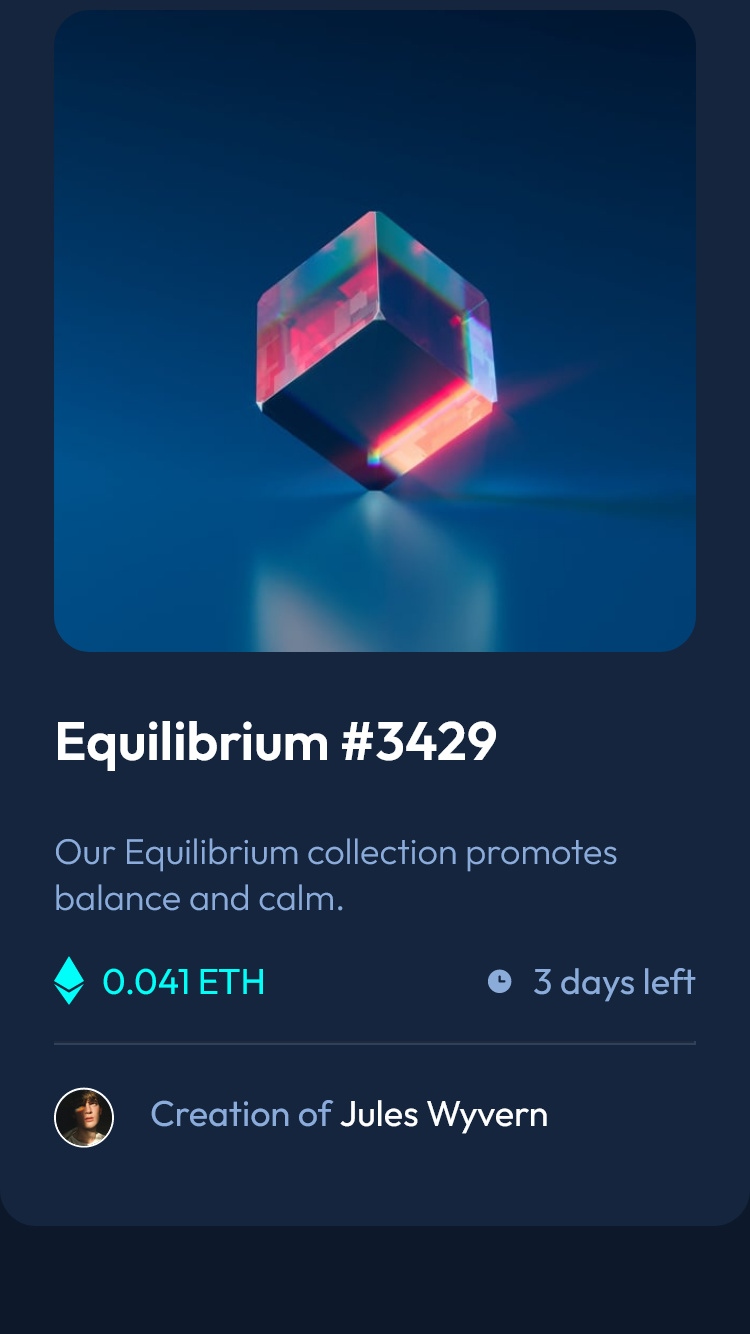 Equilibrium #3429
Our Equilibrium collection promotes
balance and calm.
0.041 ETH
3 days left
Creation of Jules Wyvern